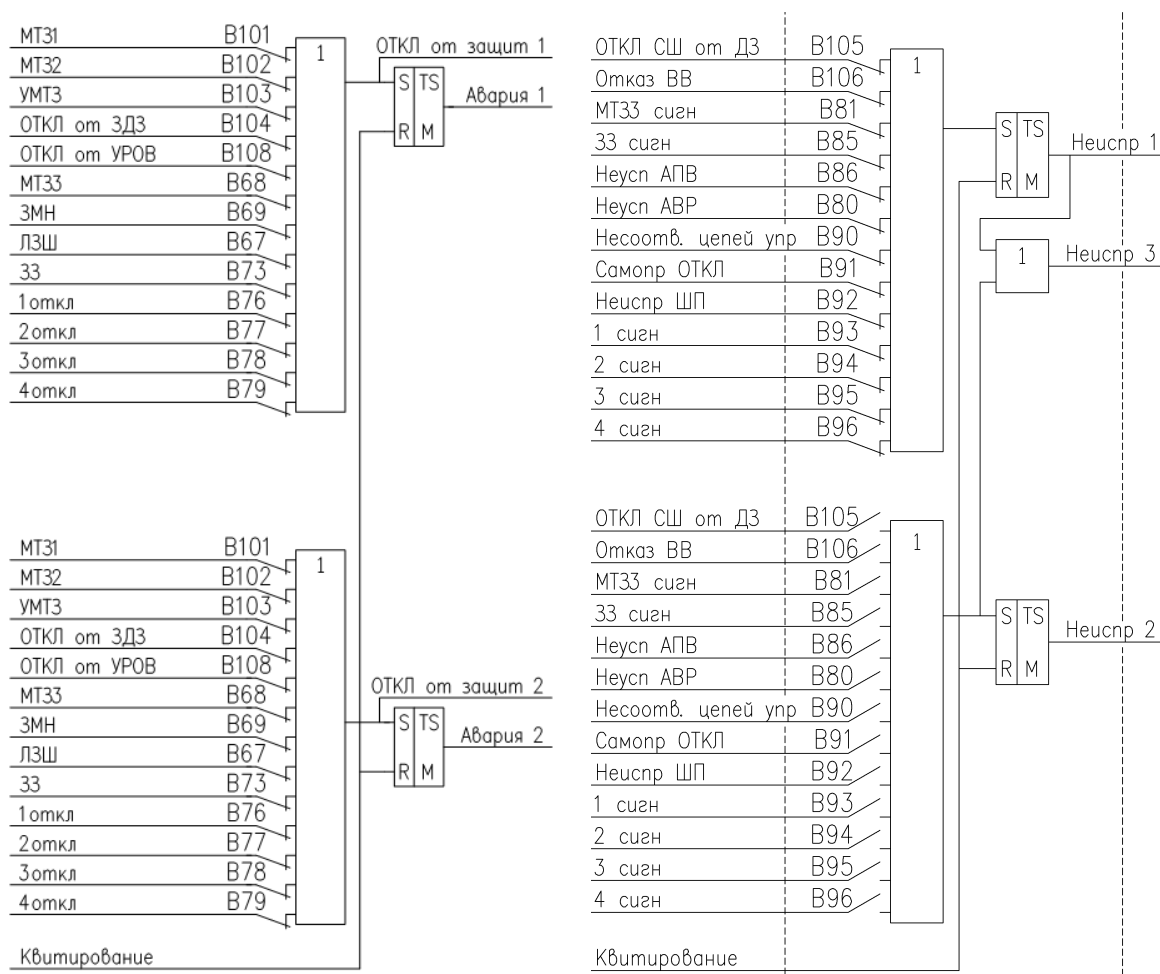 МТЗ1 В101
МТЗ2 В102
УМТЗ В103
ОТКЛ от ЗДЗ В104
ОТКЛ от УРОВ В108
МТЗ3 В68
ЗМН В69
ЛЗШ В67
ЗЗ В73
1откл В76
2откл В77
3откл В78
4откл В79
1
ОТКЛ от защит 1
S TS
Авария 1
R M
МТЗ1 В101
МТЗ2 В102
УМТЗ В103
ОТКЛ от ЗДЗ В104
ОТКЛ от УРОВ В108
МТЗ3 В68
ЗМН В69
ЛЗШ В67
ЗЗ В73
1откл В76
2откл В77
3откл В78
4откл В79
1
ОТКЛ от защит 2
S TS
Авария 2
R M
Квитирование
ОТКЛ СШ от ДЗ В105
Отказ ВВ В106
МТЗ3 сигн В81
ЗЗ сигн В85
Неусп АПВ В86
Неусп АВР В80
Несоотв. цепей упр В90
Самопр ОТКЛ В91
Неиспр ШП В92
1 сигн В93
2 сигн В94
3 сигн В95
4 сигн В96
1
S TS
Неиспр 1
R M
1
Неиспр 3
ОТКЛ СШ от ДЗ В105
Отказ ВВ В106
МТЗ3 сигн В81
ЗЗ сигн В85
Неусп АПВ В86
Неусп АВР В80
Несоотв. цепей упр В90
Самопр ОТКЛ В91
Неиспр ШП В92
1 сигн В93
2 сигн В94
3 сигн В95
4 сигн В96
1
S TS
Неиспр 2
R M
Квитирование